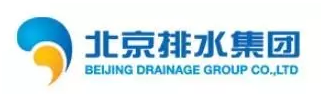 北京排水集团
BEIJING DRAINAGE GROUP CO.,LTD